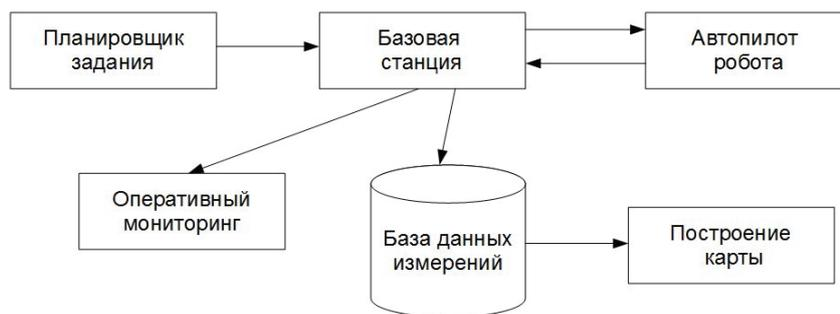 Планировщик
задания
Базовая
станция
Автопилот
робота
Оперативный
мониторинг
База данных
измерений
Построение
карты